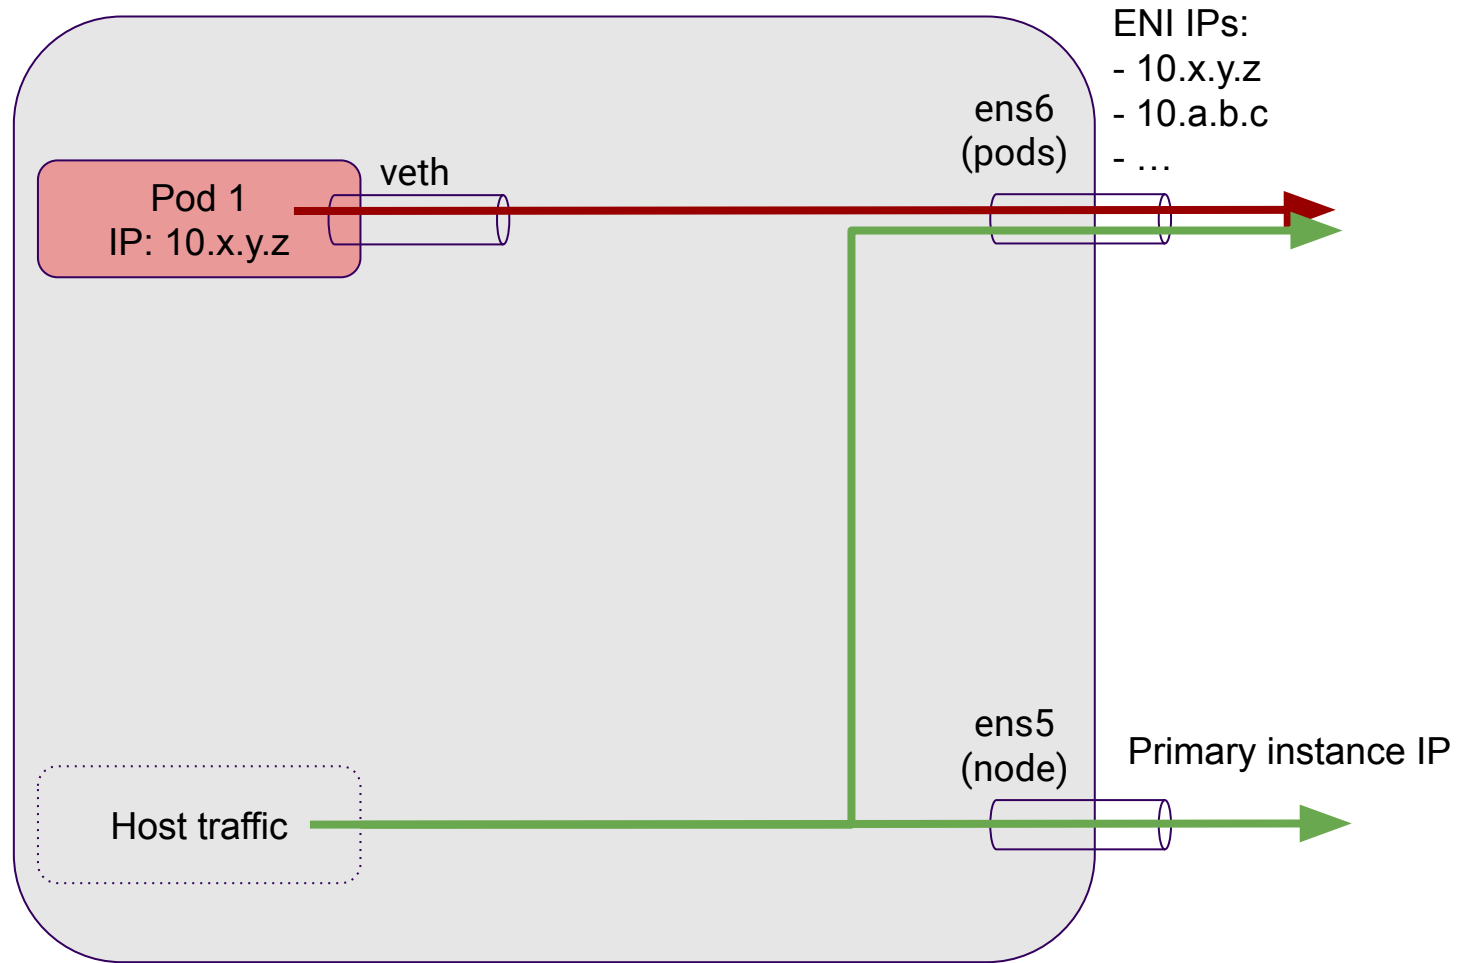 ENI IPs:
- 10.x.y.z
- 10.a.b.c
- …
ens6
(pods)
veth
Pod 1
IP: 10.x.y.z
ens5
(node)
Primary instance IP
Host traffic